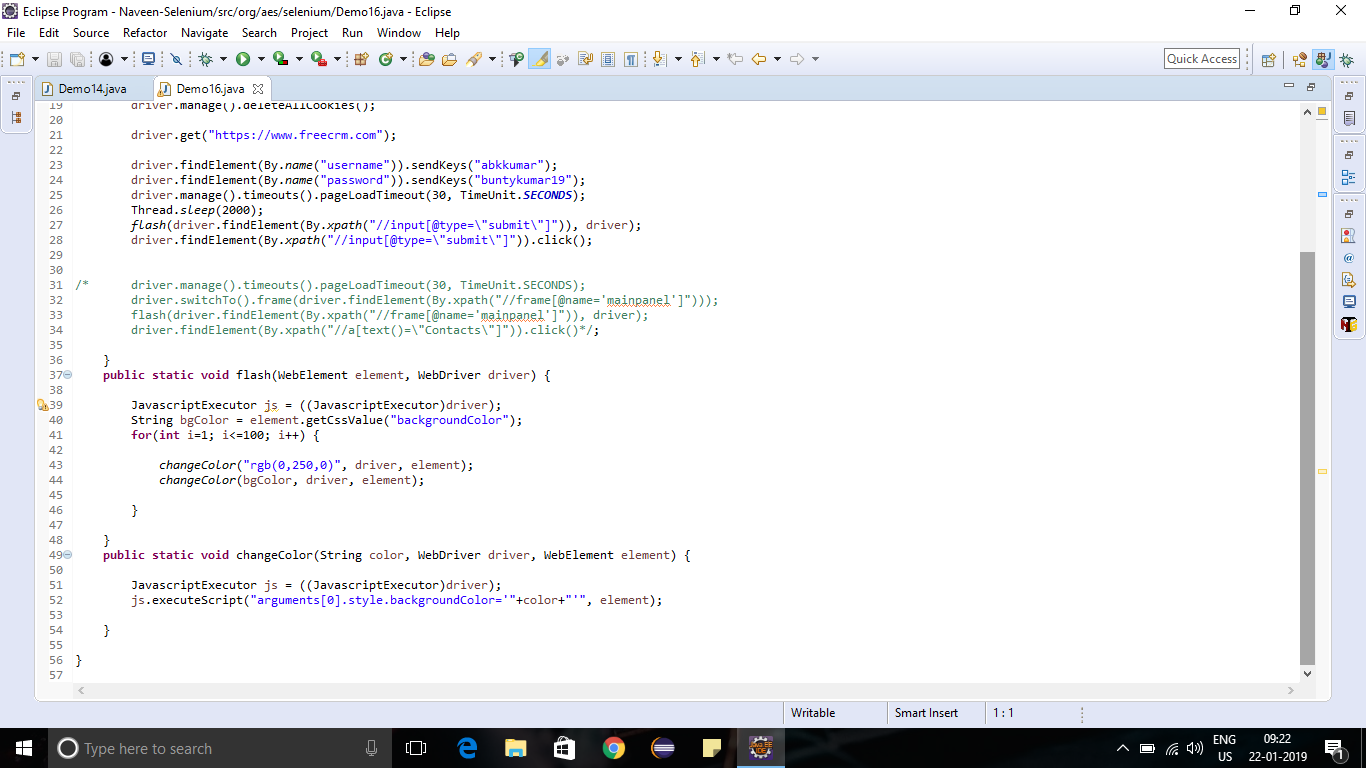 Eclipse Program - Naveen-Selenium/src/org/aes/selenium/Demo16.java - Eclipse
File Edit Source Refactor Navigate Search Project Run Window Help
Quick Access
Demo14.java Demo16.java
19 driver.manage().deleteAllCookies();
20
21 driver.get("https://www.freecrm.com");
22
23 driver.findElement(By.name("username")).sendKeys("abkkumar");
24 driver.findElement(By.name("password")).sendKeys("buntykumar19");
25 driver.manage().timeouts().pageLoadTimeout(30, TimeUnit.SECONDS);
26 Thread.sleep(2000);
27 flash(driver.findElement(By.xpath("//input[@type=\"submit\"]")), driver);
28 driver.findElement(By.xpath("//input[@type=\"submit\"]")).click();
29
30
31 /* driver.manage().timeouts().pageLoadTimeout(30, TimeUnit.SECONDS);
32 driver.switchTo().frame(driver.findElement(By.xpath("//frame[@name='mainpanel']")));
33 flash(driver.findElement(By.xpath("//frame[@name='mainpanel']")), driver);
34 driver.findElement(By.xpath("//a[text()=\"Contacts\"]")).click()*/;
35
36 }
37 public static void flash(WebElement element, WebDriver driver) {
38
39 JavascriptExecutor js = ((JavascriptExecutor)driver);
40 String bgColor = element.getCssValue("backgroundColor");
41 for(int i=1; i<=100; i++) {
42
43 changeColor("rgb(0,250,0)", driver, element);
44 changeColor(bgColor, driver, element);
45
46 }
47
48 }
49 public static void changeColor(String color, WebDriver driver, WebElement element) {
50
51 JavascriptExecutor js = ((JavascriptExecutor)driver);
52 js.executeScript("arguments[0].style.backgroundColor='"+color+"'", element);
53
54 }
55
56 }
57
Writable Smart Insert 1 : 1
Type here to search
ENG 09:22
US 22-01-2019
1